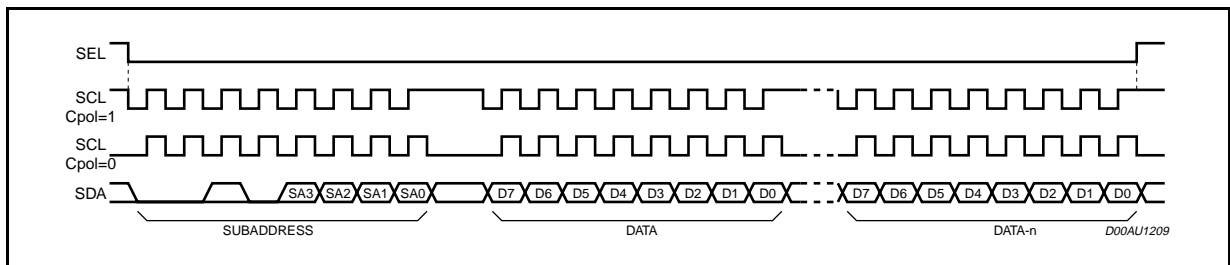 SEL
SCL
Cpol=1
SCL
Cpol=0
SDA SA3 SA2 SA1 SA0 D7 D6 D5 D4 D3 D2 D1 D0 D7 D6 D5 D4 D3 D2 D1 D0
SUBADDRESS DATA DATA-n D00AU1209